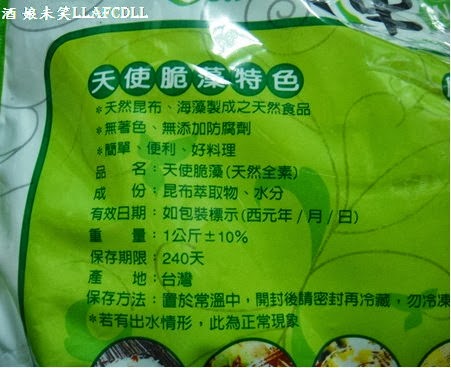 酒 娘未笑LLAFCDLL
天使脆藻特色
*天然昆布、海藻製成之天然食品
*無著色、無添加防腐劑
*簡單、便利、好料理
品　　名：天使脆藻(天然全素)
成　　份：昆布萃取物、水分
有效日期：如包裝標示(西元年/月/日)
重　　量：1公斤±10%
保存期限：240天
產　　地：台灣
保存方法：置於常溫中，開封後請密封再冷藏，勿冷凍
*若有出水情形，此為正常現象